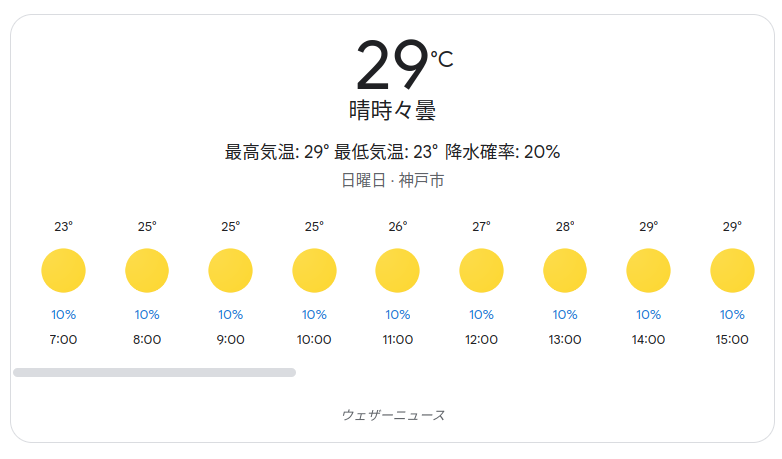 29°C
晴時々曇
最高気温: 29° 最低気温: 23° 降水確率: 20%
日曜日 · 神戸市
23° 25° 25° 25° 26° 27° 28° 29° 29°
10% 10% 10% 10% 10% 10% 10% 10% 10%
7:00 8:00 9:00 10:00 11:00 12:00 13:00 14:00 15:00
ウェザーニュース